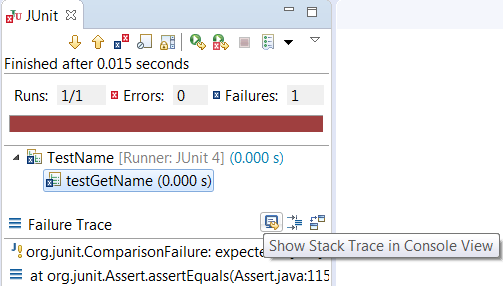 JUnit
Finished after 0.015 seconds
Runs: 1/1 Errors: 0 Failures: 1
TestName [Runner: JUnit 4] (0.000 s)
testGetName (0.000 s)
Failure Trace
Show Stack Trace in Console View
org.junit.ComparisonFailure:
at org.junit.Assert.assertEquals(Assert.java:115